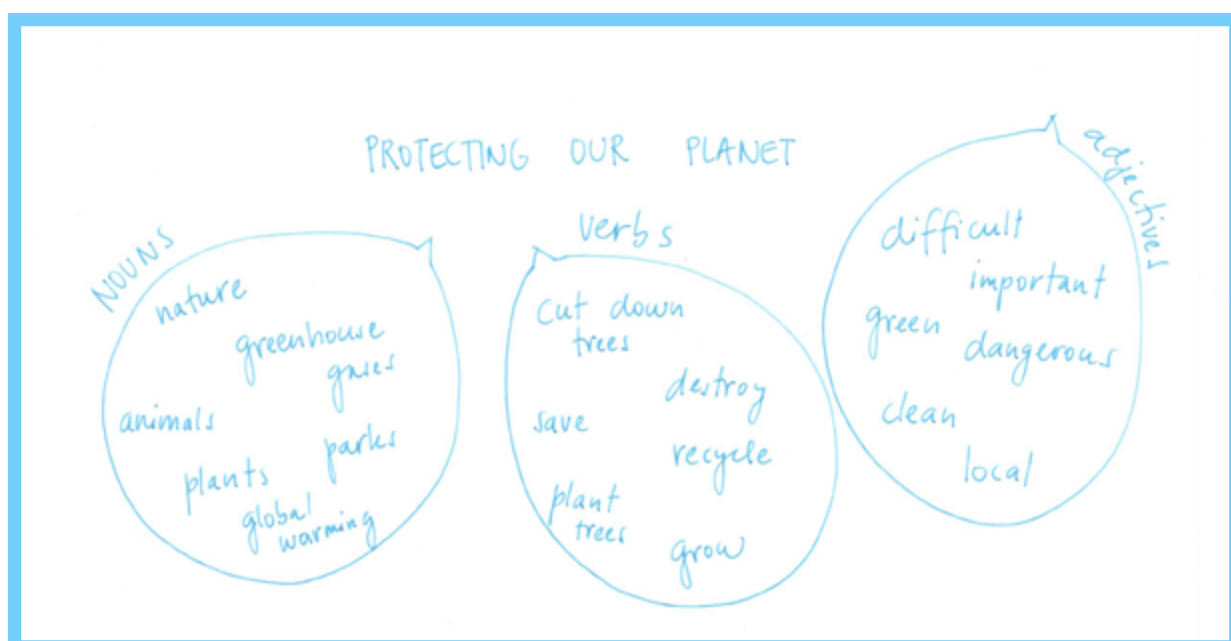 PROTECTING OUR PLANET
NOUNS
nature
greenhouse
gases
animals
parks
plants
global
warming
verbs
cut down
trees
destroy
save
recycle
plant
trees
grow
adjectives
difficult
important
green
dangerous
clean
local